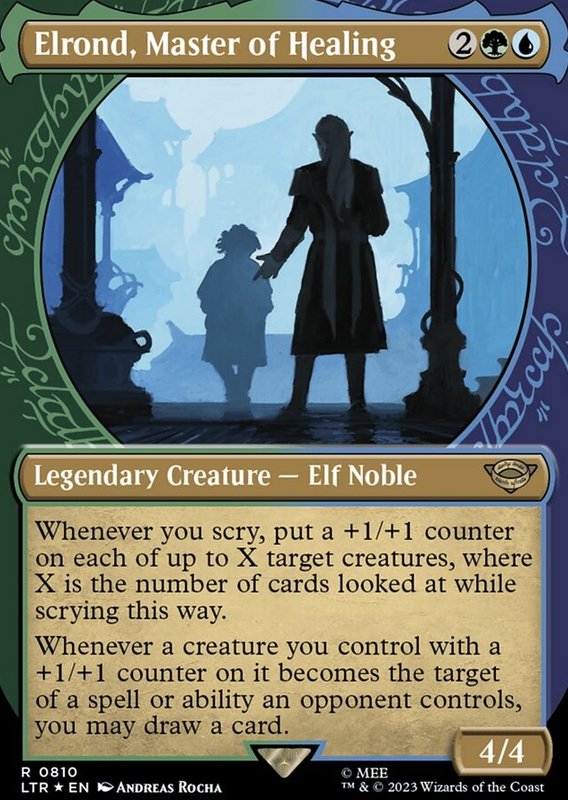 Elrond, Master of Healing 2
Legendary Creature — Elf Noble
Whenever you scry, put a +1/+1 counter
on each of up to X target creatures, where
X is the number of cards looked at while
scrying this way.
Whenever a creature you control with a
+1/+1 counter on it becomes the target
of a spell or ability an opponent controls,
you may draw a card.
4/4
R 0810
LTR ★ EN Andreas Rocha
© MEE
™ & © 2023 Wizards of the Coast